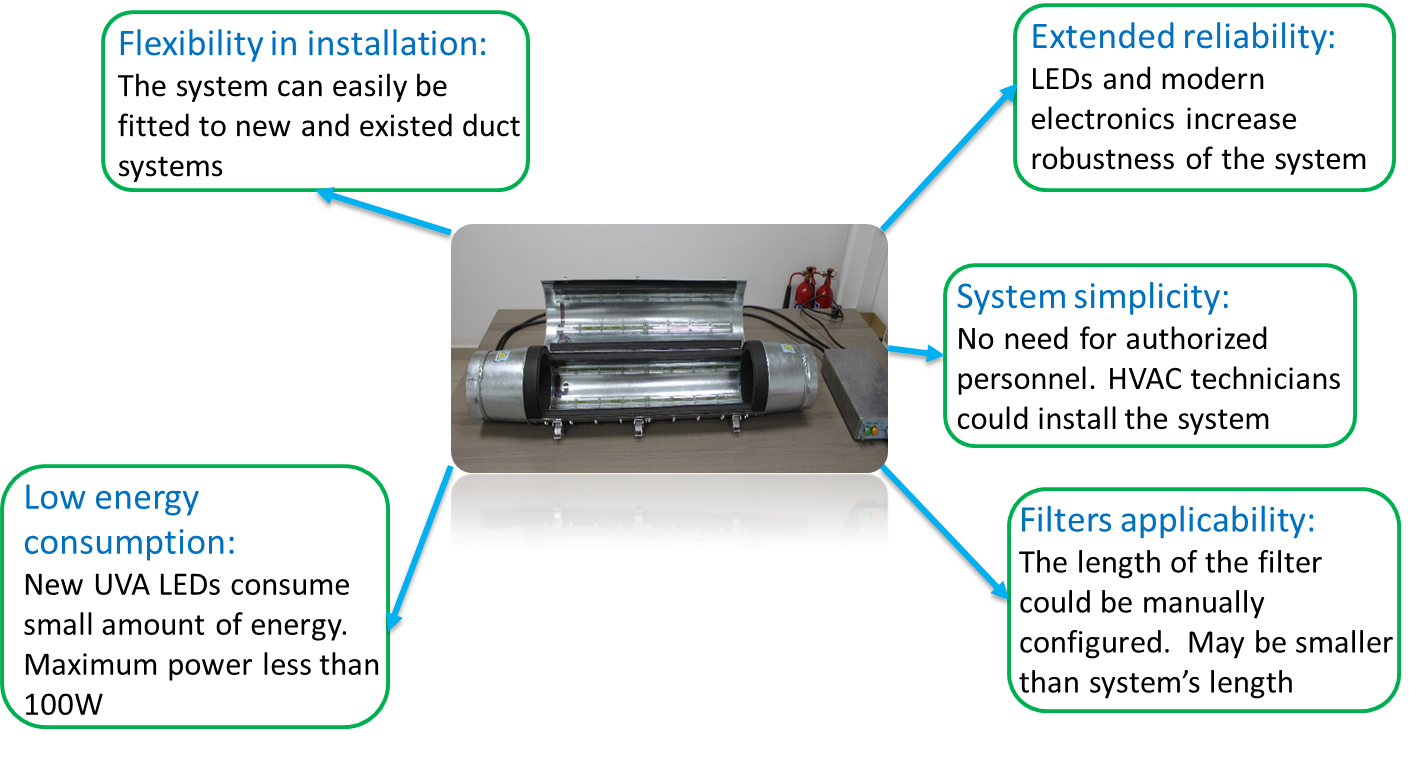 Flexibility in installation:
The system can easily be
fitted to new and existed duct
systems
Extended reliability:
LEDs and modern
electronics increase
robustness of the system
System simplicity:
No need for authorized
personnel. HVAC technicians
could install the system
Low energy
consumption:
New UVA LEDs consume
small amount of energy.
Maximum power less than
100W
Filters applicability:
The length of the filter
could be manually
configured. May be smaller
than system's length